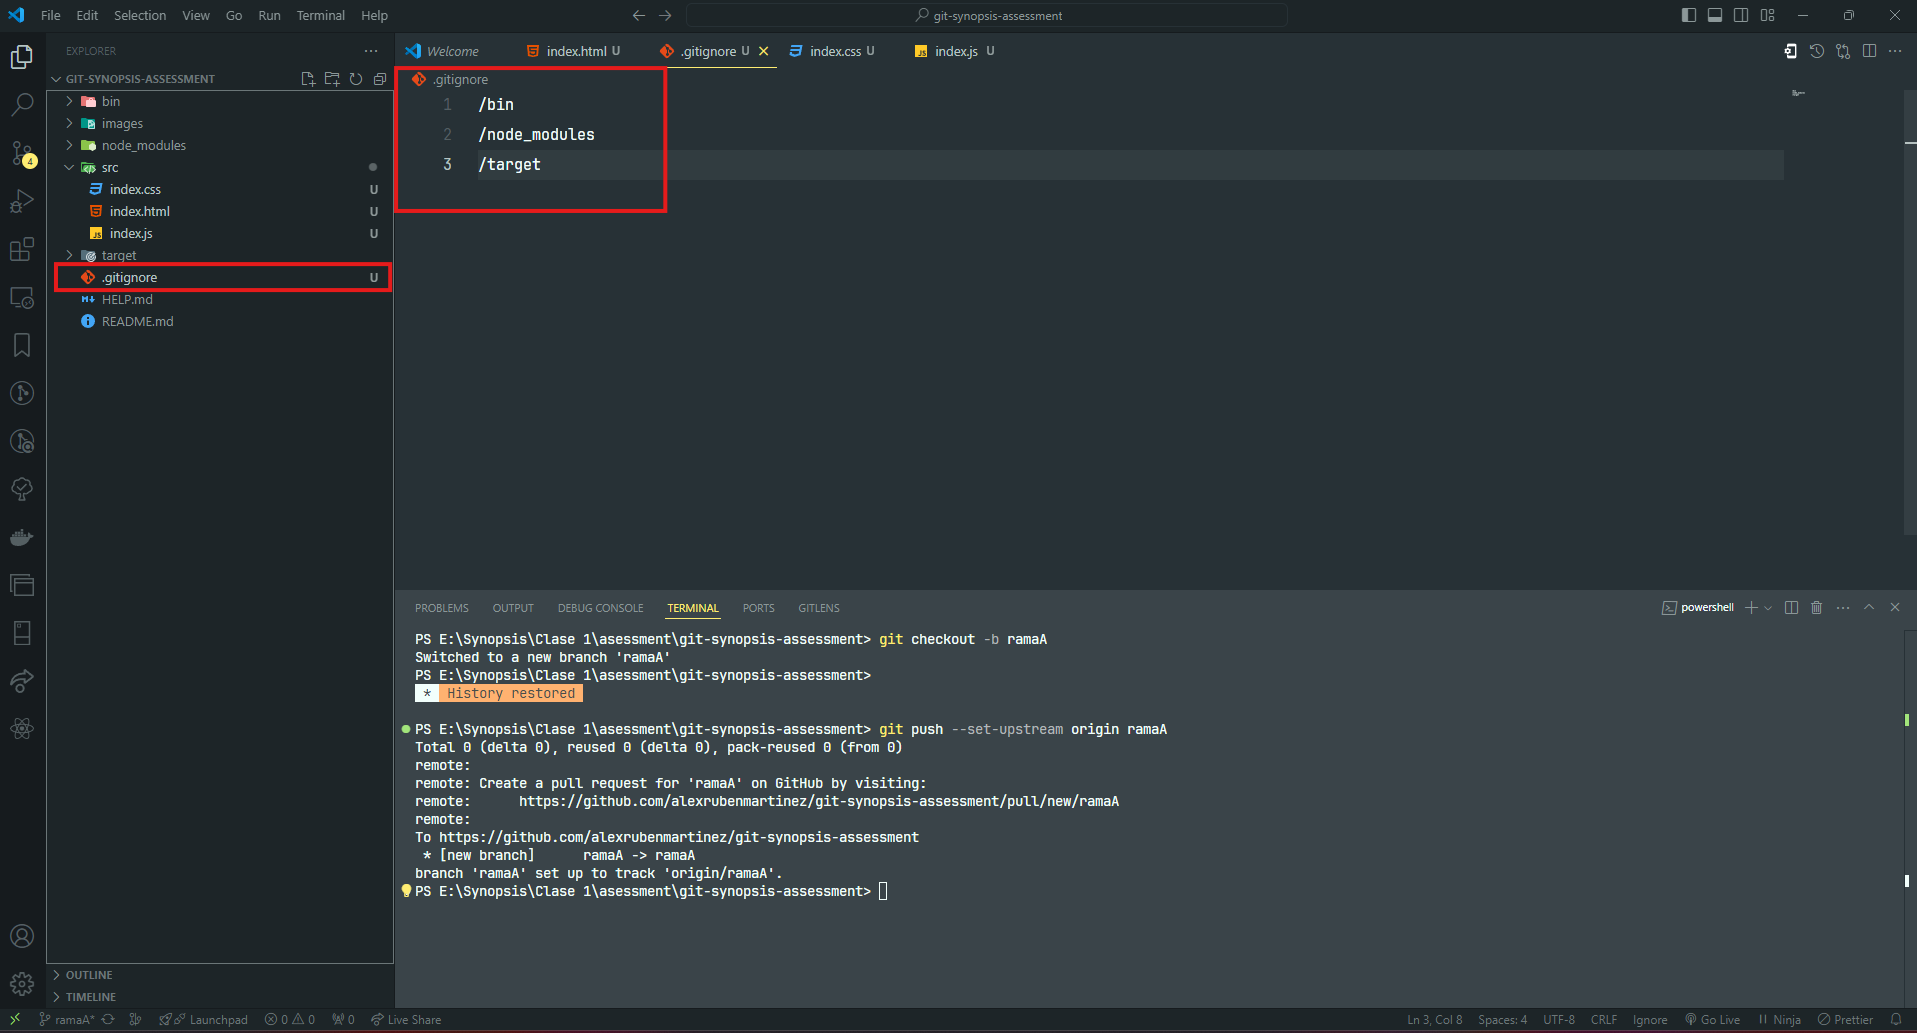 File Edit Selection View Go Run Terminal Help
git-synopsis-assessment
EXPLORER
GIT-SYNOPSIS-ASSESSMENT
bin
images
node_modules
src
index.css U
index.html U
index.js U
target
.gitignore U
HELP.md
README.md
OUTLINE
TIMELINE
4
Welcome index.html U .gitignore U index.css U index.js U
.gitignore
1 /bin
2 /node_modules
3 /target
PROBLEMS OUTPUT DEBUG CONSOLE TERMINAL PORTS GITLENS
powershell
PS E:\Synopsis\Clase 1\asessment\git-synopsis-assessment> git checkout -b ramaA
Switched to a new branch 'ramaA'
PS E:\Synopsis\Clase 1\asessment\git-synopsis-assessment>
* History restored
PS E:\Synopsis\Clase 1\asessment\git-synopsis-assessment> git push --set-upstream origin ramaA
Total 0 (delta 0), reused 0 (delta 0), pack-reused 0 (from 0)
remote:
remote: Create a pull request for 'ramaA' on GitHub by visiting:
remote:      https://github.com/alexrubenmartinez/git-synopsis-assessment/pull/new/ramaA
remote:
To https://github.com/alexrubenmartinez/git-synopsis-assessment
* [new branch]      ramaA -> ramaA
branch 'ramaA' set up to track 'origin/ramaA'.
PS E:\Synopsis\Clase 1\asessment\git-synopsis-assessment>
ramaA* Launchpad 0 0 0 Live Share
Ln 3, Col 8 Spaces: 4 UTF-8 CRLF Ignore Go Live Ninja Prettier